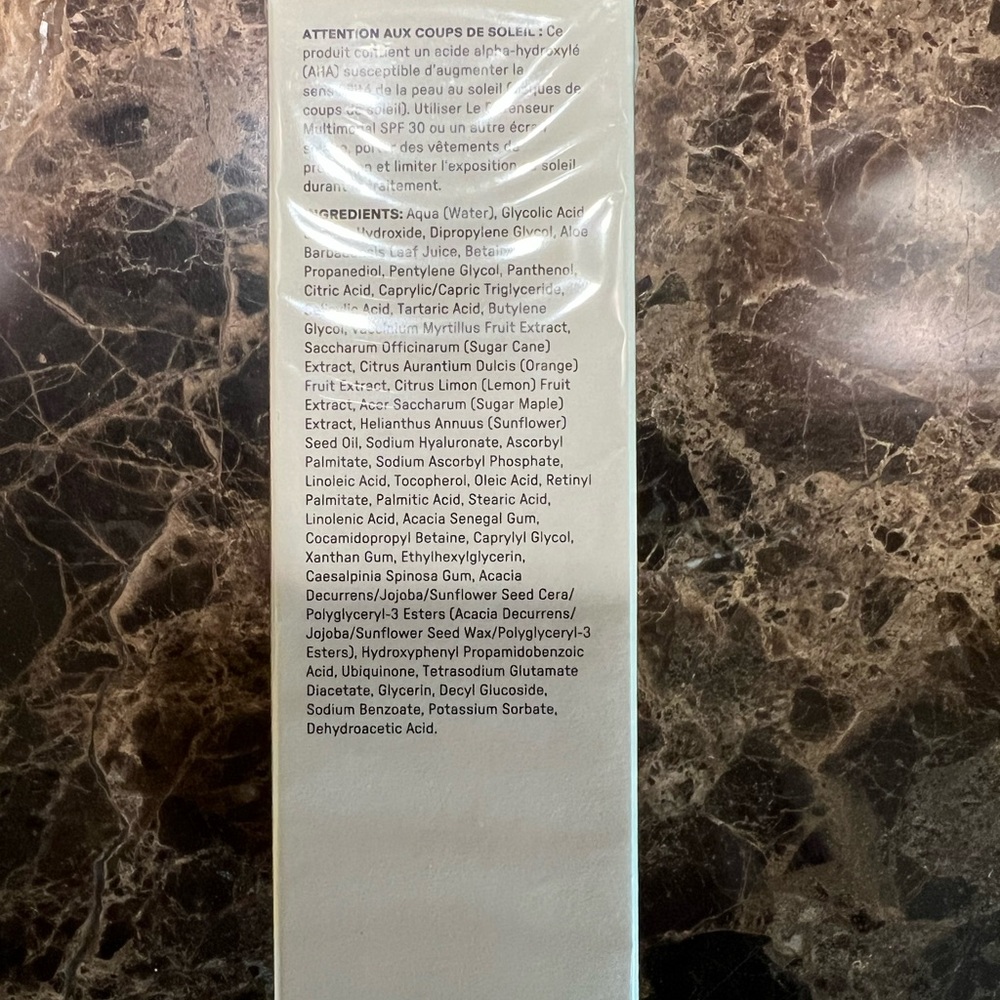 ATTENTION AUX COUPS DE SOLEIL : Ce
produit contient un acide alpha-hydroxylé
(AHA) susceptible d'augmenter la
sensibilité de la peau au soleil de
coups de soleil). Utiliser Le Defenseur
SPF 30 ou un autre écran
porter des vêtements de
et limiter l'exposition soleil
durant traitement.
INGREDIENTS: Aqua (Water), Glycolic Acid
Hydroxide, Dipropylene Glycol, Aloe
Barbadensis Leaf Juice, Betaine
Propanediol, Pentylene Glycol, Panthenol,
Citric Acid, Caprylic/Capric Triglyceride,
Acid, Tartaric Acid, Butylene
Glycol, Vaccinium Myrtillus Fruit Extract,
Saccharum Officinarum (Sugar Cane)
Extract, Citrus Aurantium Dulcis (Orange)
Fruit Extract, Citrus Limon (Lemon) Fruit
Extract, Acer Saccharum (Sugar Maple)
Extract, Helianthus Annuus (Sunflower)
Seed Oil, Sodium Hyaluronate, Ascorbyl
Palmitate, Sodium Ascorbyl Phosphate,
Linoleic Acid, Tocopherol, Oleic Acid, Retinyl
Palmitate, Palmitic Acid, Stearic Acid,
Linolenic Acid, Acacia Senegal Gum,
Cocamidopropyl Betaine, Caprylyl Glycol,
Xanthan Gum, Ethylhexylglycerin,
Caesalpinia Spinosa Gum, Acacia
Decurrens/Jojoba/Sunflower Seed Cera/
Polyglyceryl-3 Esters (Acacia Decurrens/
Jojoba/Sunflower Seed Wax/Polyglyceryl-3
Esters), Hydroxyphenyl Propamidobenzoic
Acid, Ubiquinone, Tetrasodium Glutamate
Diacetate, Glycerin, Decyl Glucoside,
Sodium Benzoate, Potassium Sorbate,
Dehydroacetic Acid.